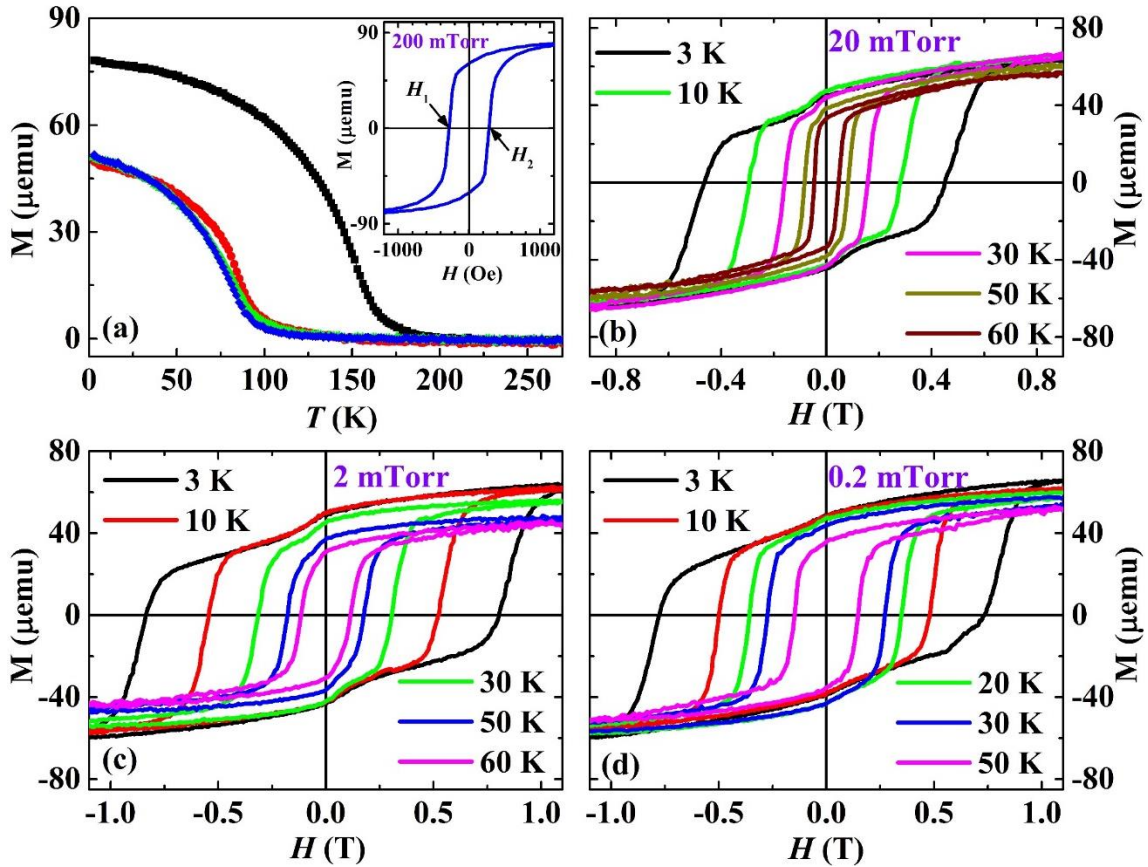 90
200 mTorr
H1
0
H2
-90
-1000 0 1000
H (Oe)
M (μemu)
90
60
30
0
M (μemu)
(a)
0 50 100 150 200 250
T (K)
3 K
10 K
20 mTorr
30 K
50 K
60 K
(b)
80
40
0
-40
-80
M (μemu)
-0.8 -0.4 0.0 0.4 0.8
H (T)
80
40
0
-40
-80
M (μemu)
3 K
10 K
2 mTorr
30 K
50 K
60 K
(c)
-1.0 -0.5 0.0 0.5 1.0
H (T)
3 K
10 K
0.2 mTorr
20 K
30 K
50 K
(d)
80
40
0
-40
-80
M (μemu)
-1.0 -0.5 0.0 0.5 1.0
H (T)